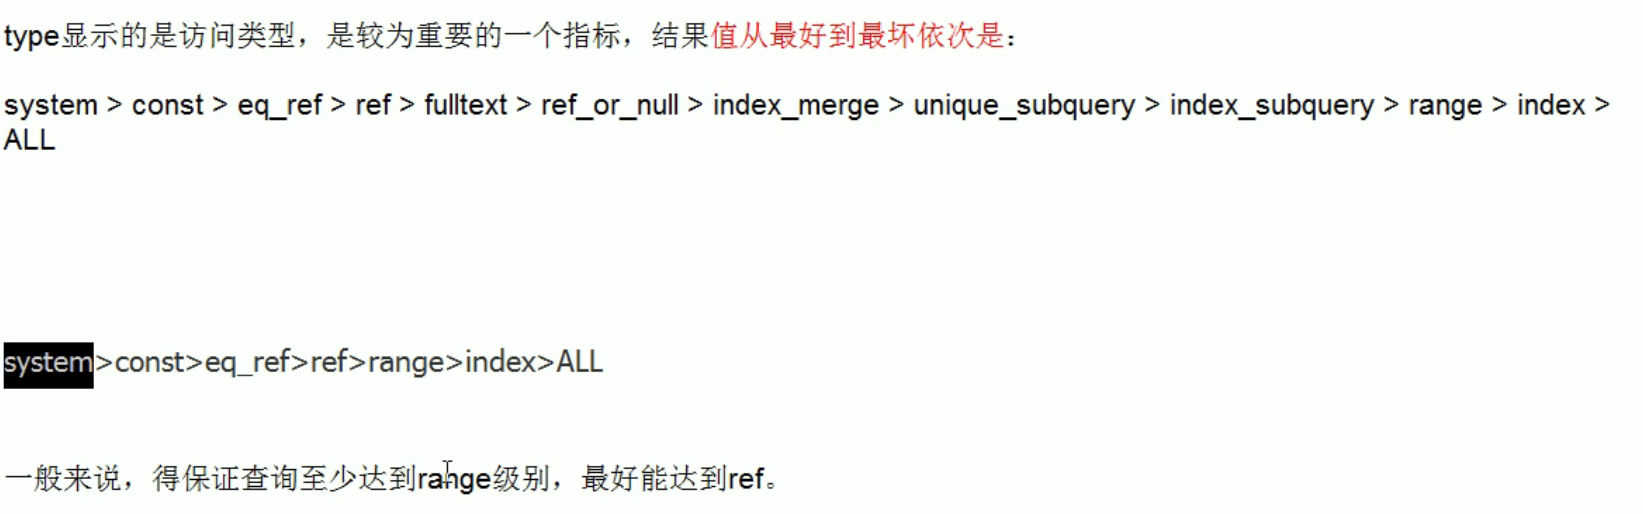 type显示的是访问类型，是较为重要的一个指标，结果值从最好到最坏依次是：
system > const > eq_ref > ref > fulltext > ref_or_null > index_merge > unique_subquery > index_subquery > range > index >
ALL
system>const>eq_ref>ref>range>index>ALL
一般来说，得保证查询至少达到range级别，最好能达到ref。